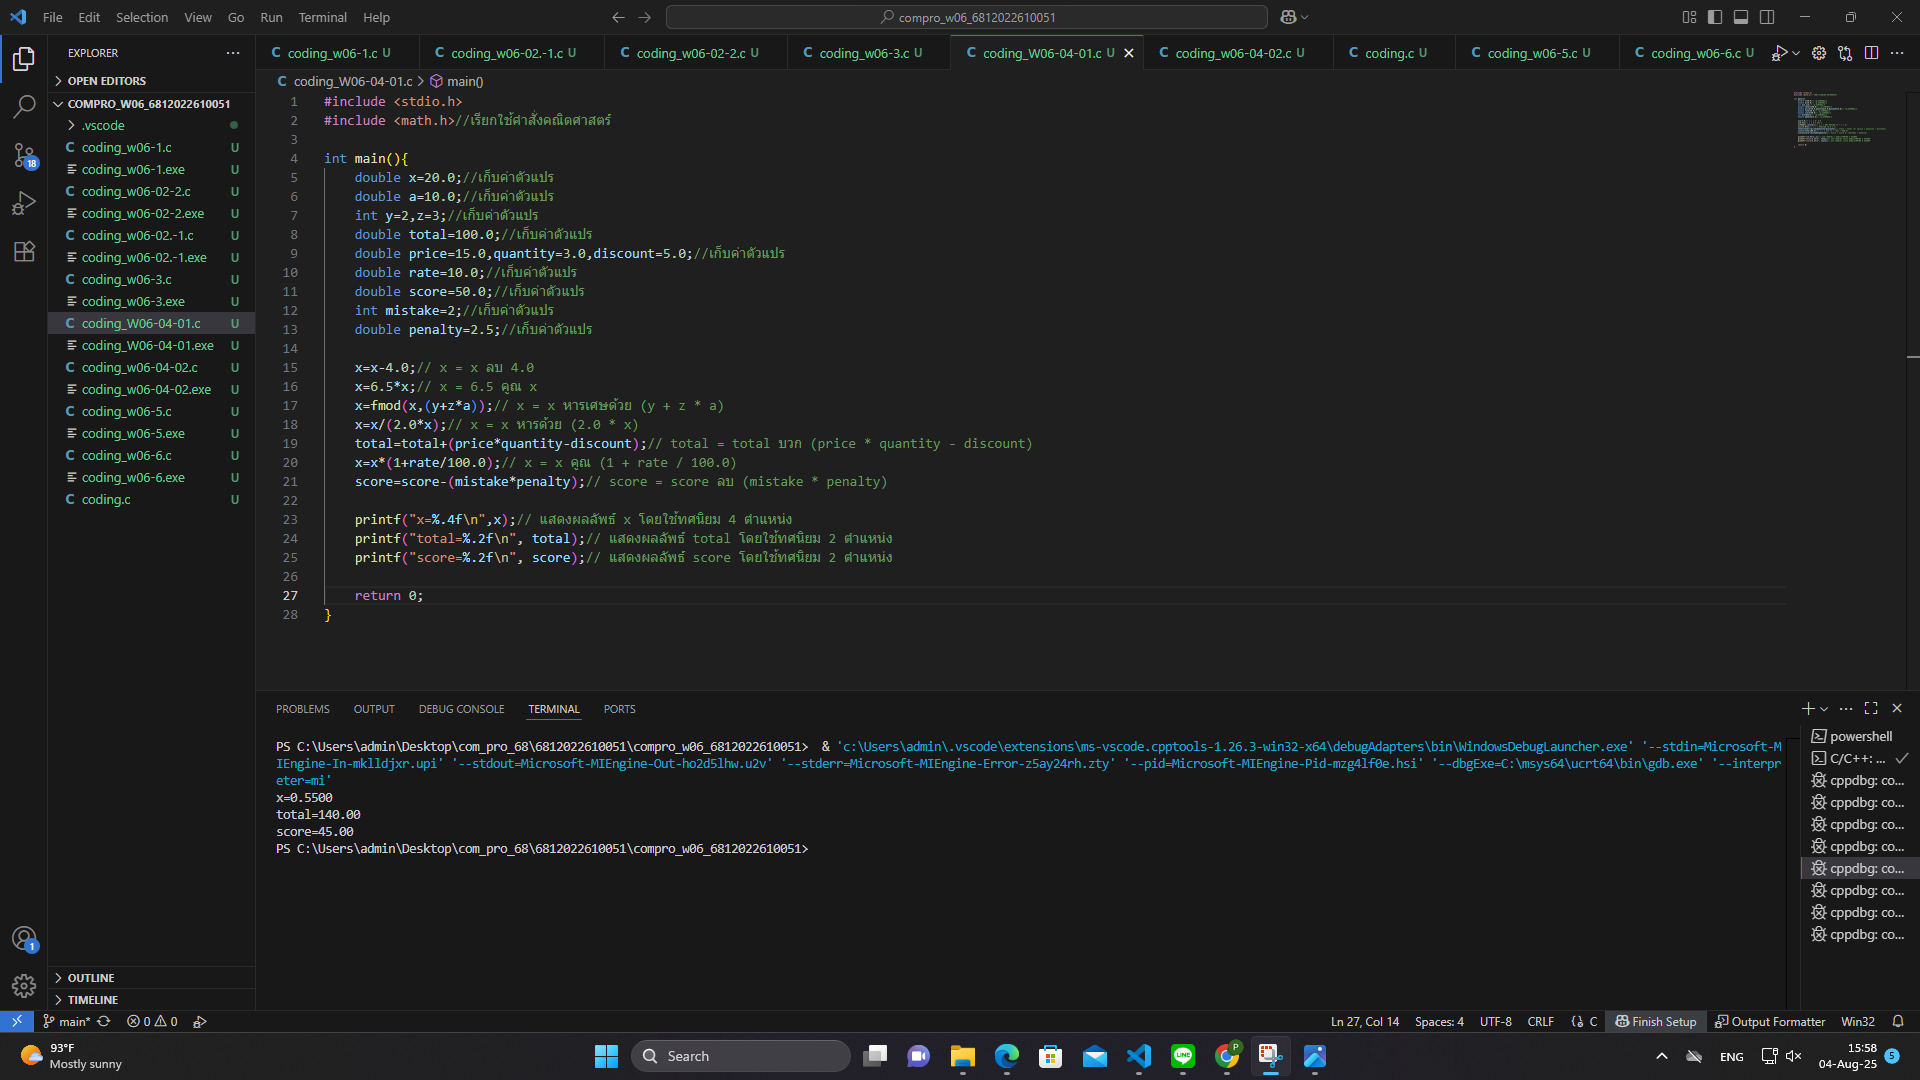 File Edit Selection View Go Run Terminal Help
compro_w06_6812022610051
EXPLORER
OPEN EDITORS
COMPRO_W06_6812022610051
.vscode
coding_w06-1.c U
coding_w06-1.exe U
coding_w06-02-2.c U
coding_w06-02-2.exe U
coding_w06-02.-1.c U
coding_w06-02.-1.exe U
coding_w06-3.c U
coding_w06-3.exe U
coding_W06-04-01.c U
coding_W06-04-01.exe U
coding_w06-04-02.c U
coding_w06-04-02.exe U
coding_w06-5.c U
coding_w06-5.exe U
coding_w06-6.c U
coding_w06-6.exe U
coding.c U
OUTLINE
TIMELINE
18
1
C coding_w06-1.c U C coding_w06-02.-1.c U C coding_w06-02-2.c U C coding_w06-3.c U C coding_W06-04-01.c U C coding_w06-04-02.c U C coding.c U C coding_w06-5.c U C coding_w06-6.c U
C coding_W06-04-01.c > main()
1 #include <stdio.h>
2 #include <math.h>//เรียกใช้คำสั่งคณิตศาสตร์
3
4 int main(){
5 double x=20.0;//เก็บค่าตัวแปร
6 double a=10.0;//เก็บค่าตัวแปร
7 int y=2,z=3;//เก็บค่าตัวแปร
8 double total=100.0;//เก็บค่าตัวแปร
9 double price=15.0,quantity=3.0,discount=5.0;//เก็บค่าตัวแปร
10 double rate=10.0;//เก็บค่าตัวแปร
11 double score=50.0;//เก็บค่าตัวแปร
12 int mistake=2;//เก็บค่าตัวแปร
13 double penalty=2.5;//เก็บค่าตัวแปร
14
15 x=x-4.0;// x = x ลบ 4.0
16 x=6.5*x;// x = 6.5 คูณ x
17 x=fmod(x,(y+z*a));// x = x หารเศษด้วย (y + z * a)
18 x=x/(2.0*x);// x = x หารด้วย (2.0 * x)
19 total=total+(price*quantity-discount);// total = total บวก (price * quantity - discount)
20 x=x*(1+rate/100.0);// x = x คูณ (1 + rate / 100.0)
21 score=score-(mistake*penalty);// score = score ลบ (mistake * penalty)
22
23 printf("x=%.4f\n",x);// แสดงผลลัพธ์ x โดยใช้ทศนิยม 4 ตำแหน่ง
24 printf("total=%.2f\n", total);// แสดงผลลัพธ์ total โดยใช้ทศนิยม 2 ตำแหน่ง
25 printf("score=%.2f\n", score);// แสดงผลลัพธ์ score โดยใช้ทศนิยม 2 ตำแหน่ง
26
27 return 0;
28 }
PROBLEMS OUTPUT DEBUG CONSOLE TERMINAL PORTS
PS C:\Users\admin\Desktop\com_pro_68\6812022610051\compro_w06_6812022610051> & 'c:\Users\admin\.vscode\extensions\ms-vscode.cpptools-1.26.3-win32-x64\debugAdapters\bin\WindowsDebugLauncher.exe' '--stdin=Microsoft-M
IEngine-In-mklldjxr.upi' '--stdout=Microsoft-MIEngine-Out-ho2d5lhw.u2v' '--stderr=Microsoft-MIEngine-Error-z5ay24rh.zty' '--pid=Microsoft-MIEngine-Pid-mzg4lf0e.hsi' '--dbgExe=C:\msys64\ucrt64\bin\gdb.exe' '--interpr
eter=mi'
x=0.5500
total=140.00
score=45.00
PS C:\Users\admin\Desktop\com_pro_68\6812022610051\compro_w06_6812022610051>
powershell
C/C++: ...
cppdbg: co...
cppdbg: co...
cppdbg: co...
cppdbg: co...
cppdbg: co...
cppdbg: co...
cppdbg: co...
cppdbg: co...
main* 0 0 Ln 27, Col 14 Spaces: 4 UTF-8 CRLF {} C Finish Setup Output Formatter Win32
93°F
Mostly sunny
Search
P
ENG
15:58
04-Aug-25
5